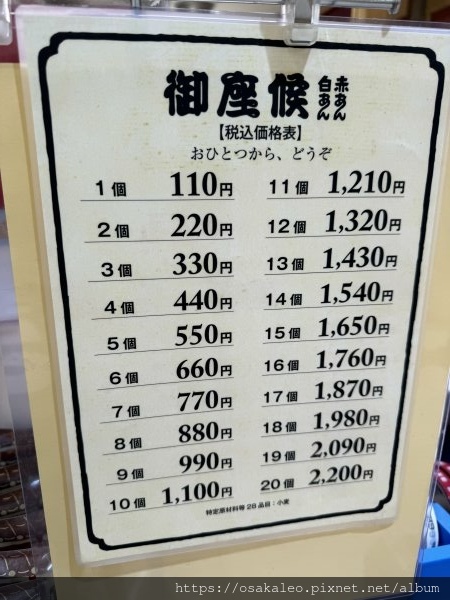 御座候 赤あん 白あん
【税込価格表】
おひとつから、どうぞ
1個 110円
2個 220円
3個 330円
4個 440円
5個 550円
6個 660円
7個 770円
8個 880円
9個 990円
10個 1,100円
11個 1,210円
12個 1,320円
13個 1,430円
14個 1,540円
15個 1,650円
16個 1,760円
17個 1,870円
18個 1,980円
19個 2,090円
20個 2,200円
特定原材料等28品目：小麦
https://osakaleo.pixnet.net/album